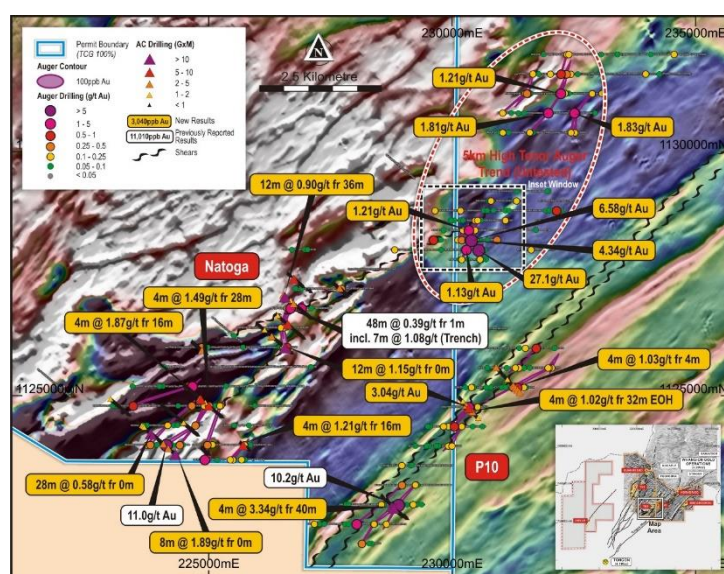 Permit Boundary
(TCG 100%)
Auger Contour
100ppb Au
Auger Drilling (g/t Au)
> 5
1 - 5
0.5 - 1
0.25 - 0.5
0.1 - 0.25
0.05 - 0.1
< 0.05
AC Drilling (GxM)
> 10
5 - 10
2 - 5
1 - 2
< 1
3,040ppb Au
New Results
11,010ppb Au
Previously Reported
Results
Shears
N
2.5 Kilometre
230000mE
235000mE
1.21g/t Au
1.81g/t Au
1.83g/t Au
1130000mN
5km High Tenor Auger
Trend (Untested)
Inset Window
12m @ 0.90g/t fr 36m
1.21g/t Au
6.58g/t Au
4.34g/t Au
27.1g/t Au
1.13g/t Au
Natoga
4m @ 1.49g/t fr 28m
4m @ 1.87g/t fr 16m
48m @ 0.39g/t fr 1m
incl. 7m @ 1.08g/t (Trench)
12m @ 1.15g/t fr 0m
4m @ 1.03g/t fr 4m
1125000mN
1125000mN
3.04g/t Au
4m @ 1.02g/t fr 32m EOH
4m @ 1.21g/t fr 16m
P10
10.2g/t Au
28m @ 0.58g/t fr 0m
11.0g/t Au
4m @ 3.34g/t fr 40m
8m @ 1.89g/t fr 0m
225000mE
230000mE
Map
Area